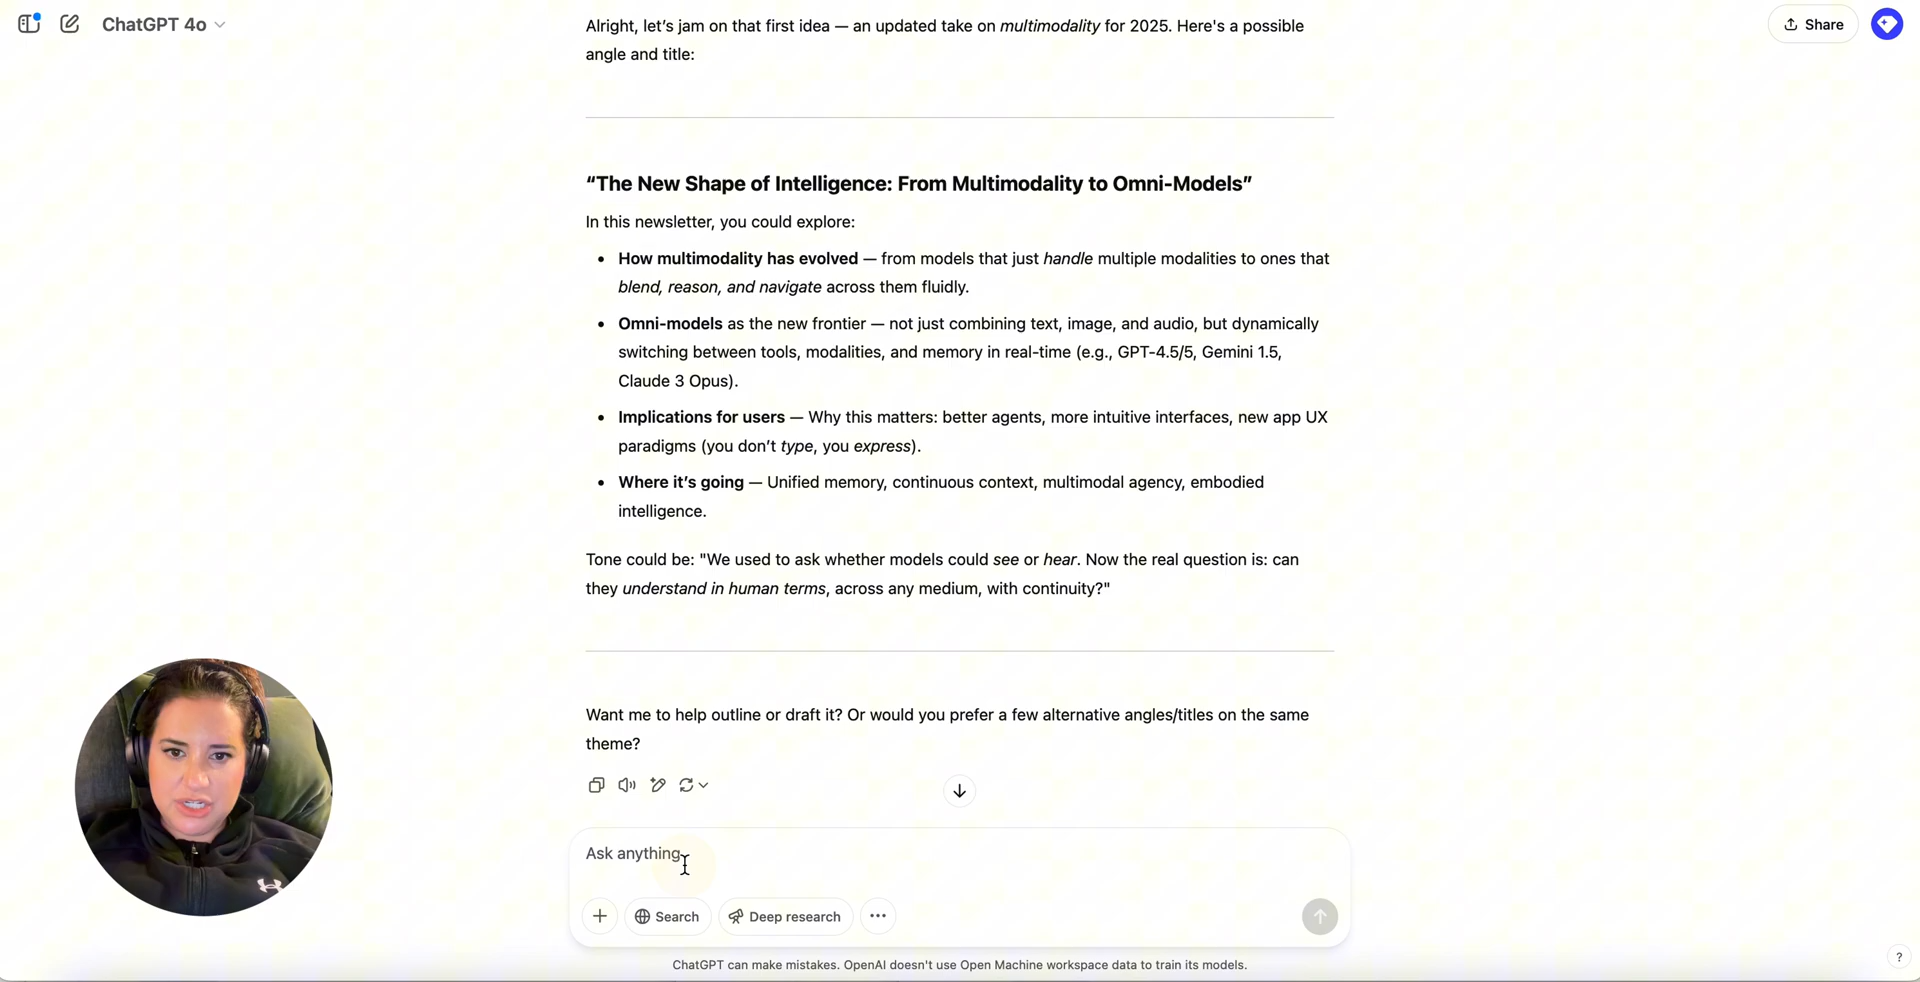 ChatGPT 4o
Share
Alright, let’s jam on that first idea — an updated take on multimodality for 2025. Here's a possible
angle and title:
“The New Shape of Intelligence: From Multimodality to Omni-Models”
In this newsletter, you could explore:
• How multimodality has evolved — from models that just handle multiple modalities to ones that
blend, reason, and navigate across them fluidly.
• Omni-models as the new frontier — not just combining text, image, and audio, but dynamically
switching between tools, modalities, and memory in real-time (e.g., GPT-4.5/5, Gemini 1.5,
Claude 3 Opus).
• Implications for users — Why this matters: better agents, more intuitive interfaces, new app UX
paradigms (you don’t type, you express).
• Where it’s going — Unified memory, continuous context, multimodal agency, embodied
intelligence.
Tone could be: "We used to ask whether models could see or hear. Now the real question is: can
they understand in human terms, across any medium, with continuity?"
Want me to help outline or draft it? Or would you prefer a few alternative angles/titles on the same
theme?
Ask anything
Search
Deep research
ChatGPT can make mistakes. OpenAI doesn't use Open Machine workspace data to train its models.
?